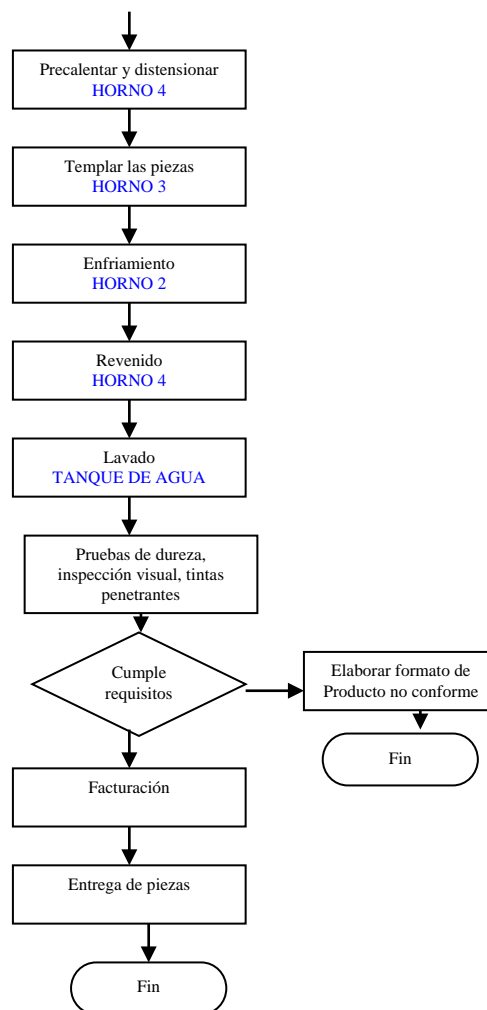 Precalentar y distensionar
HORNO 4
Templar las piezas
HORNO 3
Enfriamiento
HORNO 2
Revenido
HORNO 4
Lavado
TANQUE DE AGUA
Pruebas de dureza,
inspección visual, tintas
penetrantes
Cumple
requisitos
Elaborar formato de
Producto no conforme
Fin
Facturación
Entrega de piezas
Fin